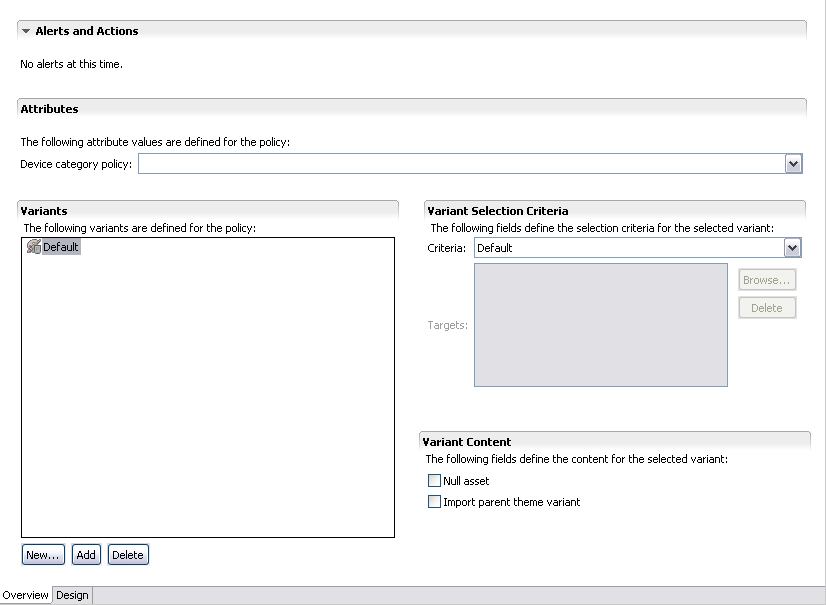 Alerts and Actions
No alerts at this time.
Attributes
The following attribute values are defined for the policy:
Device category policy:
Variants
The following variants are defined for the policy:
Default
New...
Add
Delete
Variant Selection Criteria
The following fields define the selection criteria for the selected variant:
Criteria:
Default
Targets:
Browse...
Delete
Variant Content
The following fields define the content for the selected variant:
Null asset
Import parent theme variant
Overview
Design